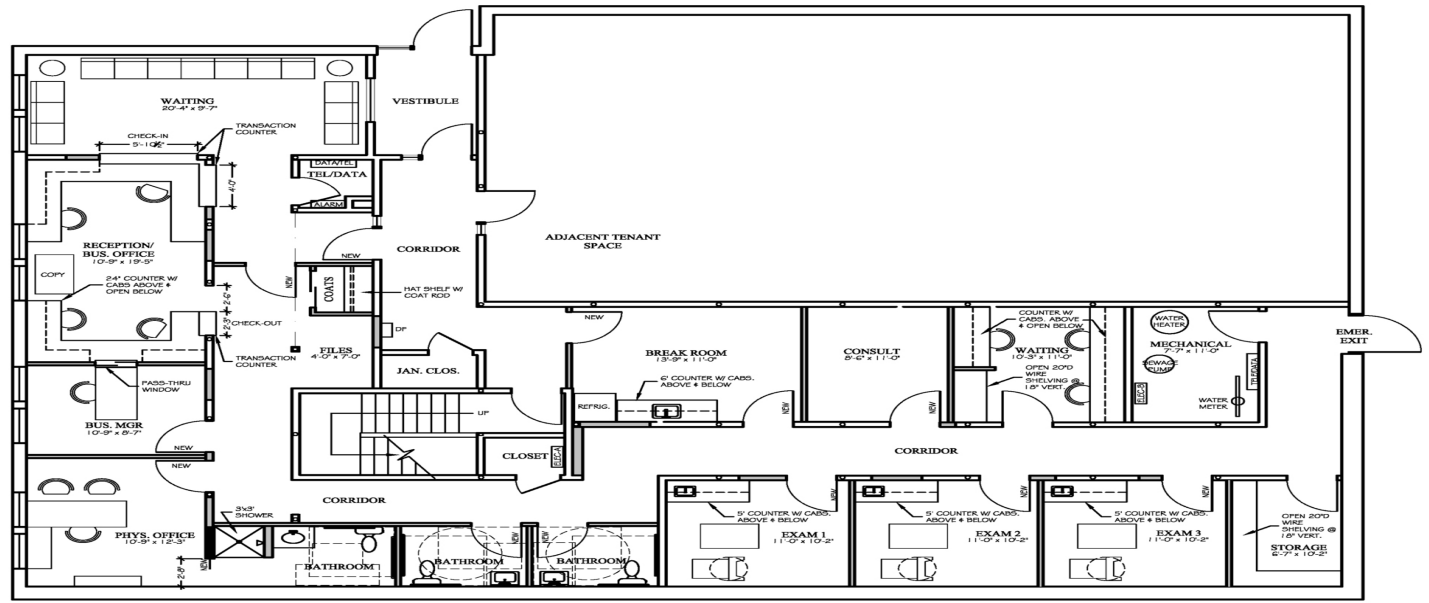 WAITING
20'-4" x 9'-7"
VESTIBULE
TRANSACTION
COUNTER
CHECK-IN
5'-10½"
DATA/TEL
TEL/DATA
4'-0"
ALARM
RECEPTION/
BUS. OFFICE
10'-9" x 19'-5"
COPY
24" COUNTER W/
CABS ABOVE &
OPEN BELOW
NEW
CORRIDOR
ADJACENT TENANT
SPACE
NEW
COATS
HAT SHELF W/
COAT ROD
2'-6"
2'-3"
CHECK-OUT
TRANSACTION
COUNTER
FILES
4'-0" x 7'-0"
DP
JAN. CLOS.
NEW
BREAK ROOM
13'-9" x 11'-0"
6' COUNTER W/ CABS.
ABOVE & BELOW
REFRIG.
NEW
CONSULT
8'-6" x 11'-0"
NEW
COUNTER W/
CABS. ABOVE
& OPEN BELOW
WAITING
10'-3" x 11'-0"
OPEN 20"D
WIRE
SHELVING @
18" VERT.
WATER
HEATER
MECHANICAL
7'-7" x 11'-0"
SEWAGE
PUMP
ELEC-B
TELE/DATA
WATER
METER
EMER.
EXIT
PASS-THRU
WINDOW
BUS. MGR
10'-9" x 8'-7"
NEW
NEW
UP
CLOSET
ELEC-A
CORRIDOR
CORRIDOR
PHYS. OFFICE
10'-9" x 12'-3"
3'x3'
SHOWER
2'-8"
NEW
BATHROOM
BATHROOM
BATHROOM
5' COUNTER W/ CABS.
ABOVE & BELOW
EXAM 1
11'-0" x 10'-2"
NEW
5' COUNTER W/ CABS.
ABOVE & BELOW
EXAM 2
11'-0" x 10'-2"
NEW
5' COUNTER W/ CABS.
ABOVE & BELOW
EXAM 3
11'-0" x 10'-2"
NEW
OPEN 20"D
WIRE
SHELVING @
18" VERT.
STORAGE
6'-7" x 10'-2"
NEW